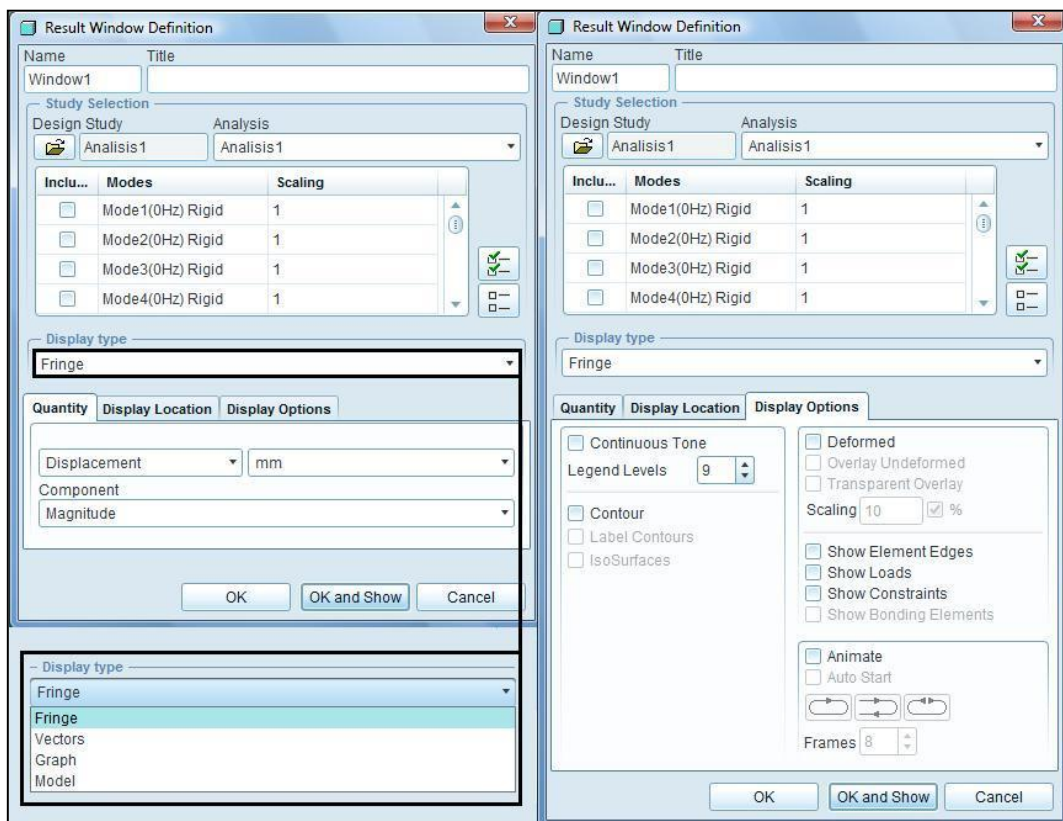 Result Window Definition
Name Title
Window1
Study Selection
Design Study Analysis
Analisis1 Analisis1
Inclu... Modes Scaling
Mode1(0Hz) Rigid 1
Mode2(0Hz) Rigid 1
Mode3(0Hz) Rigid 1
Mode4(0Hz) Rigid 1
Display type
Fringe
Quantity Display Location Display Options
Displacement mm
Component
Magnitude
OK OK and Show Cancel
Display type
Fringe
Fringe
Vectors
Graph
Model
Result Window Definition
Name Title
Window1
Study Selection
Design Study Analysis
Analisis1 Analisis1
Inclu... Modes Scaling
Mode1(0Hz) Rigid 1
Mode2(0Hz) Rigid 1
Mode3(0Hz) Rigid 1
Mode4(0Hz) Rigid 1
Display type
Fringe
Quantity Display Location Display Options
Continuous Tone
Legend Levels 9
Contour
Label Contours
IsoSurfaces
Deformed
Overlay Undeformed
Transparent Overlay
Scaling 10 %
Show Element Edges
Show Loads
Show Constraints
Show Bonding Elements
Animate
Auto Start
Frames 8
OK OK and Show Cancel